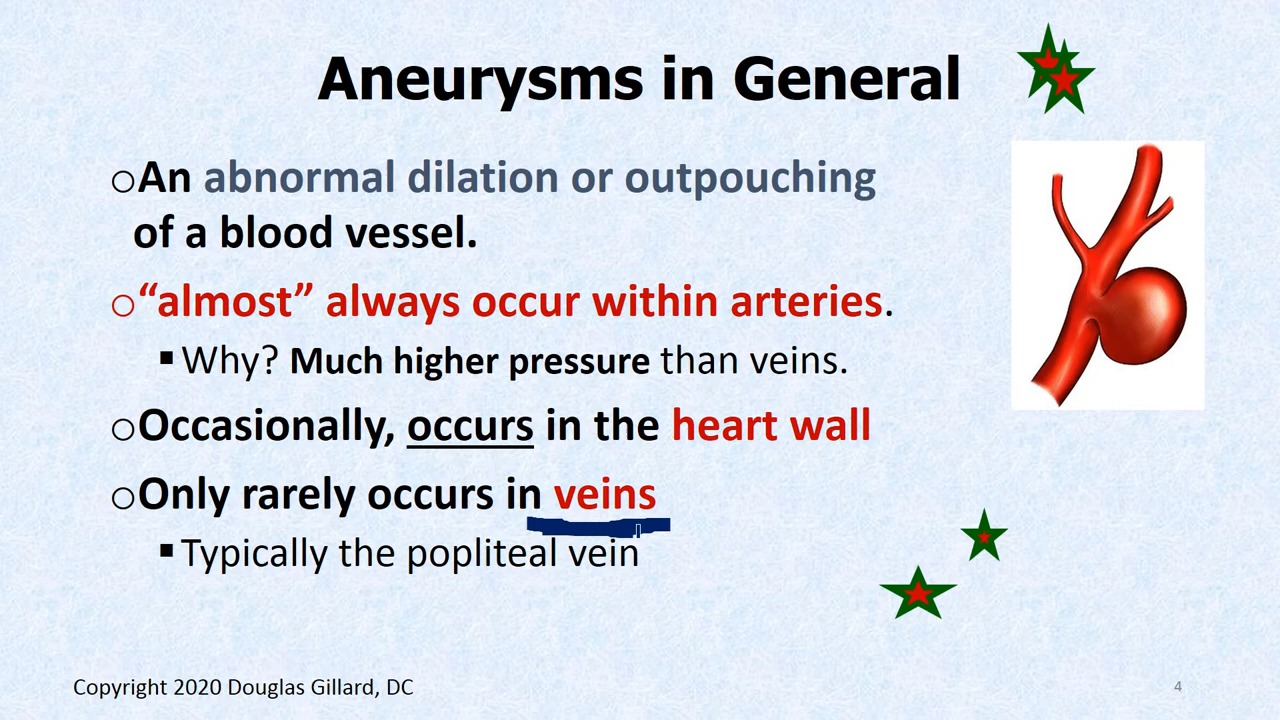 Aneurysms in General
○An abnormal dilation or outpouching
of a blood vessel.
○“almost” always occur within arteries.
▪Why? Much higher pressure than veins.
○Occasionally, occurs in the heart wall
○Only rarely occurs in veins
▪Typically the popliteal vein
Copyright 2020 Douglas Gillard, DC
4